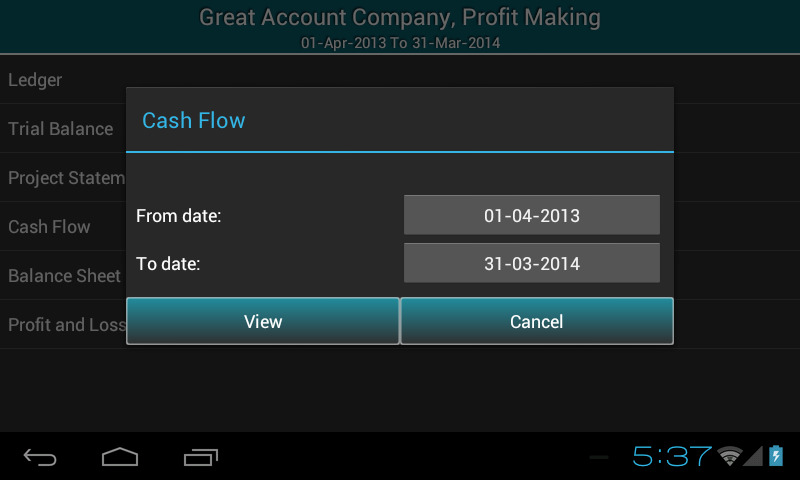 Great Account Company, Profit Making
01-Apr-2013 To 31-Mar-2014
Ledger
Trial Balance
Project Statem
Cash Flow
Balance Sheet
Profit and Loss
Cash Flow
From date: 01-04-2013
To date: 31-03-2014
View Cancel
5:37